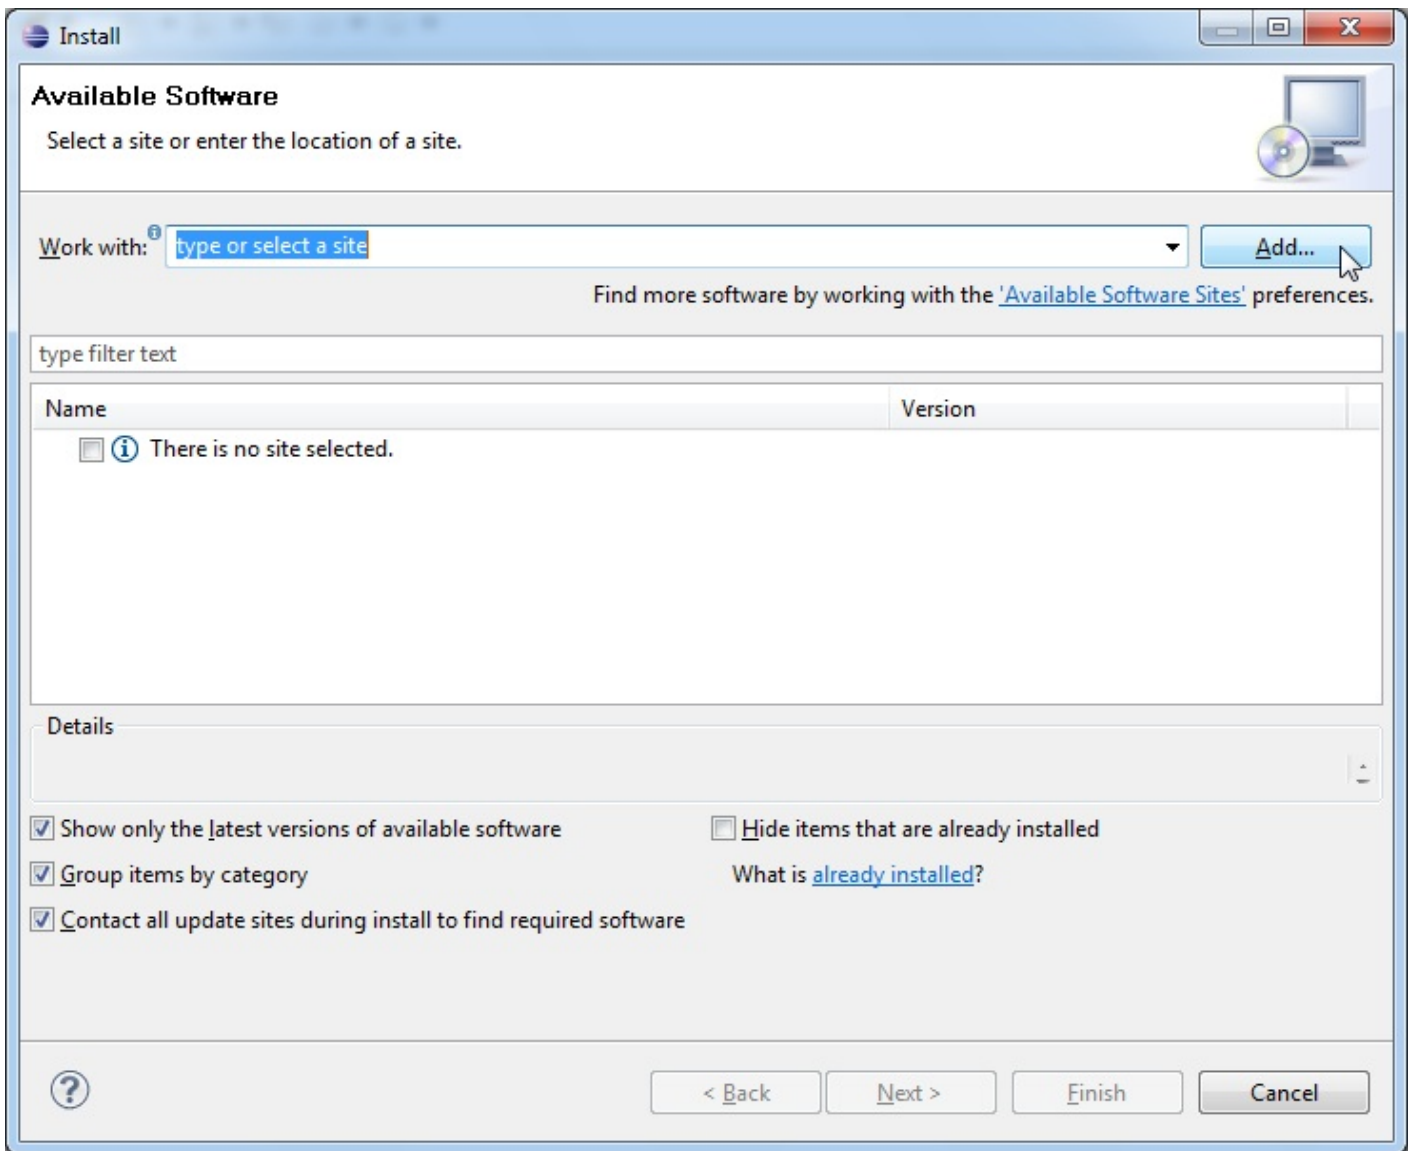 Install
Available Software
Select a site or enter the location of a site.
Work with: type or select a site Add...
Find more software by working with the 'Available Software Sites' preferences.
type filter text
Name Version
There is no site selected.
Details
Show only the latest versions of available software Hide items that are already installed
Group items by category What is already installed?
Contact all update sites during install to find required software
< Back Next > Finish Cancel